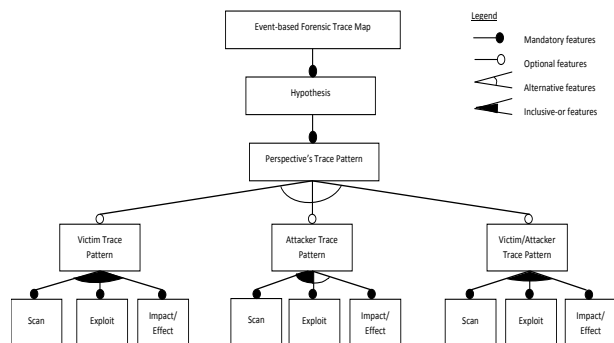 Event-based Forensic Trace Map
Legend
Mandatory features
Optional features
Alternative features
Inclusive-or features
Hypothesis
Perspective's Trace Pattern
Victim Trace
Pattern
Attacker Trace
Pattern
Victim/Attacker
Trace Pattern
Scan
Exploit
Impact/
Effect
Scan
Exploit
Impact/
Effect
Scan
Exploit
Impact/
Effect